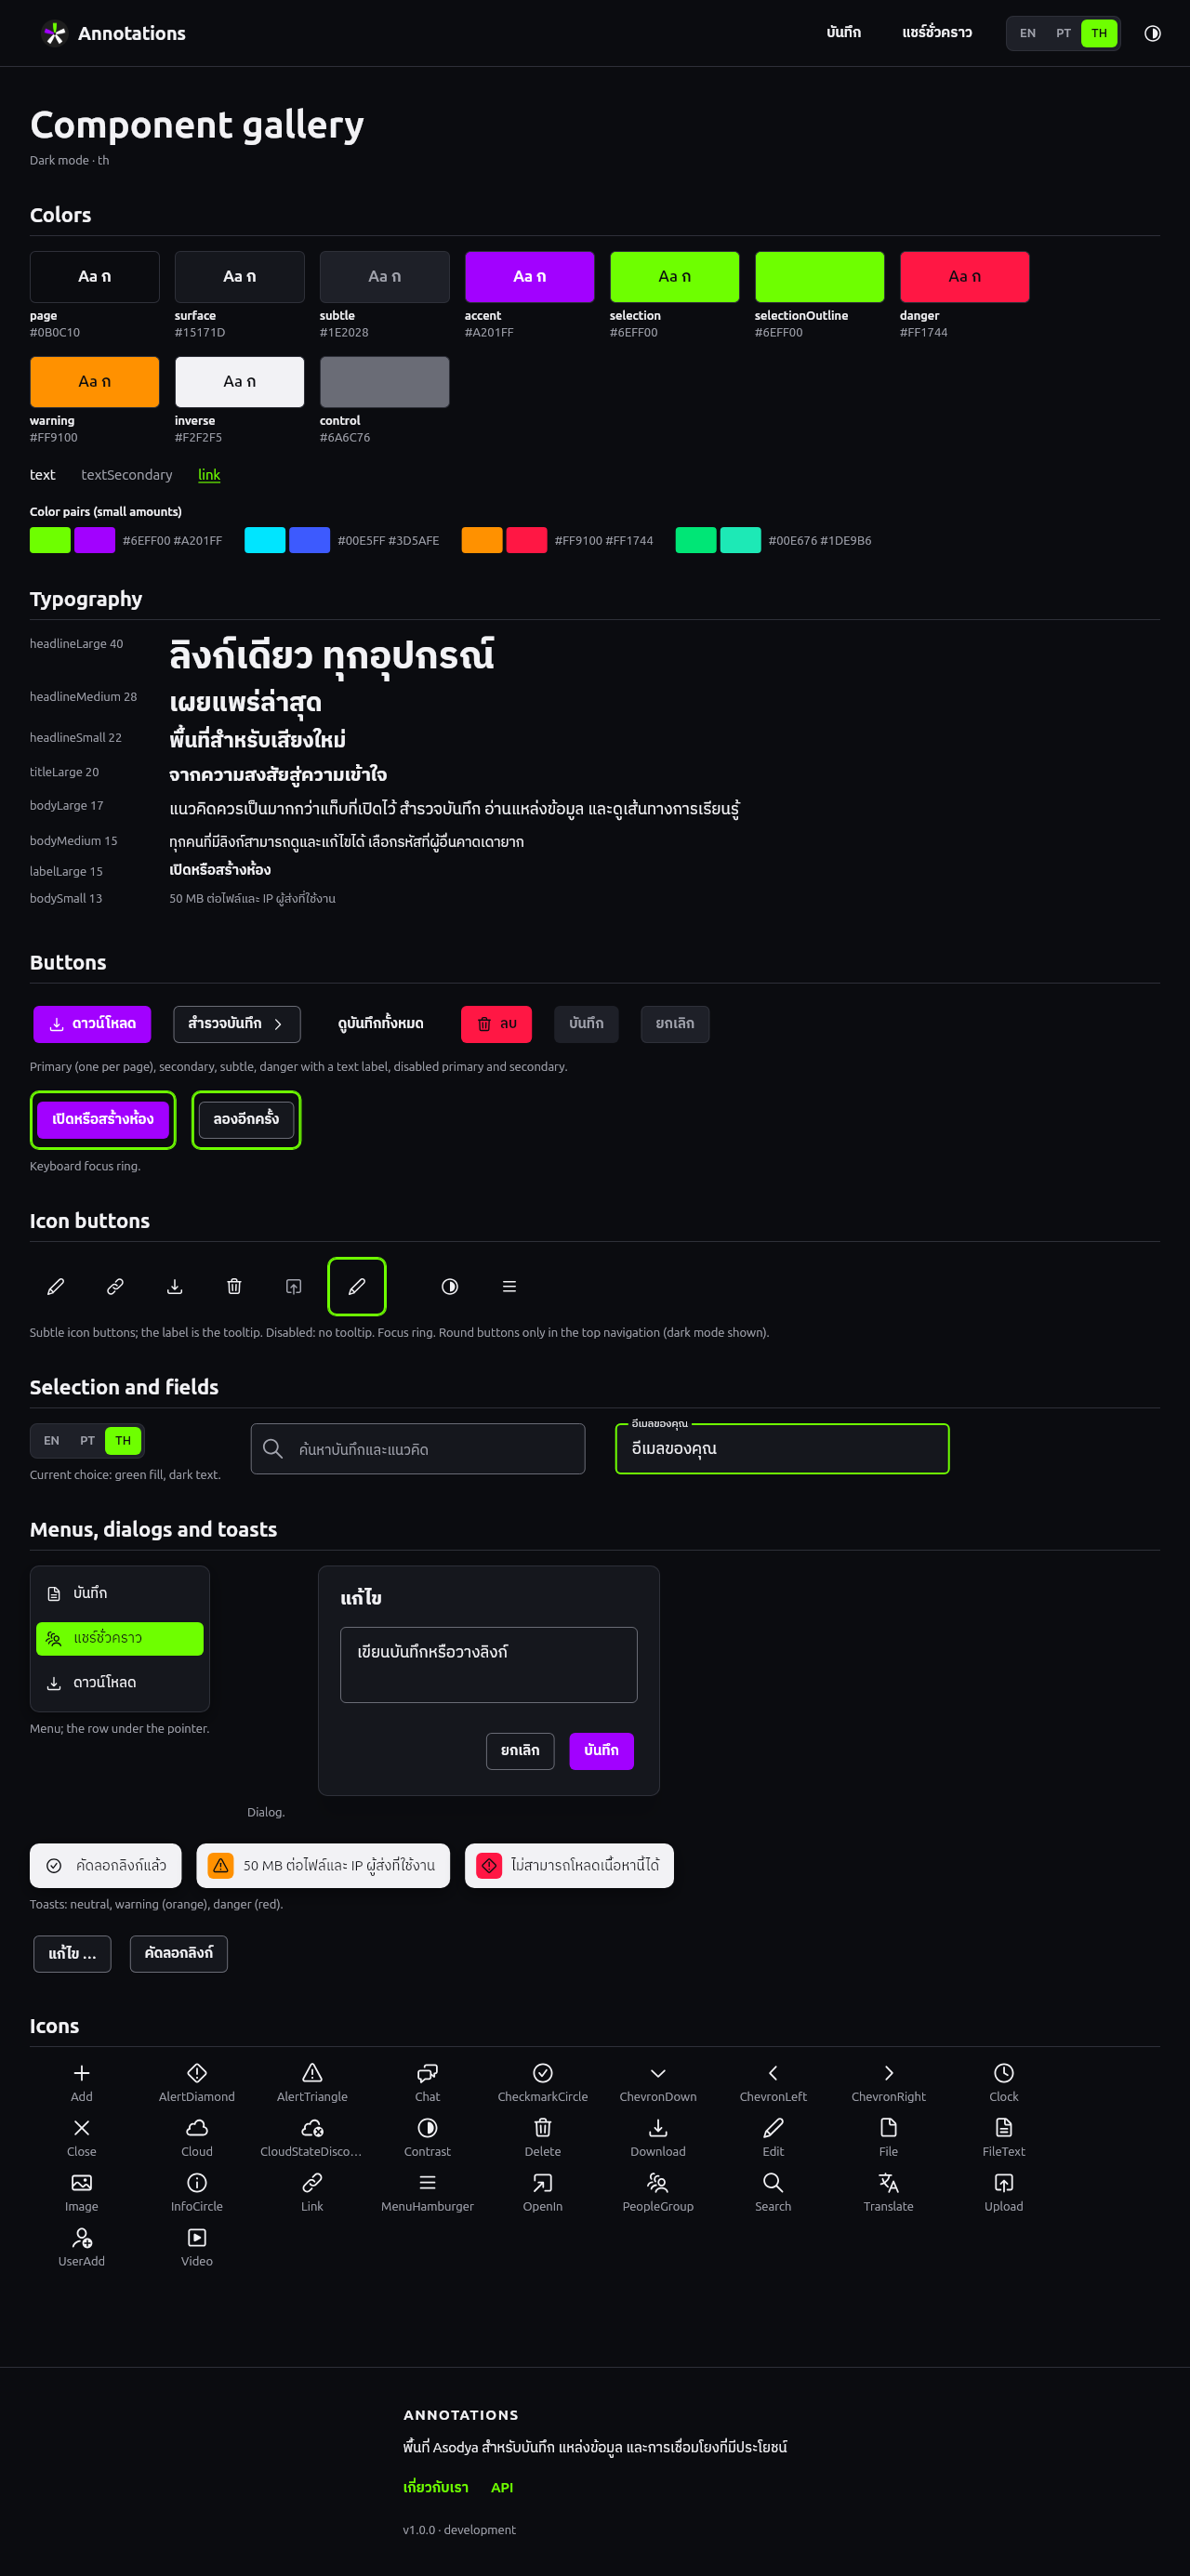 Annotations
บันทึก
แชร์ชั่วคราว
EN PT TH
Component gallery
Dark mode · th
Colors
Aa ก Aa ก Aa ก Aa ก Aa ก Aa ก
page surface subtle accent selection selectionOutline danger
#0B0C10 #15171D #1E2028 #A201FF #6EFF00 #6EFF00 #FF1744
Aa ก Aa ก
warning inverse control
#FF9100 #F2F2F5 #6A6C76
text textSecondary link
Color pairs (small amounts)
#6EFF00 #A201FF #00E5FF #3D5AFE #FF9100 #FF1744 #00E676 #1DE9B6
Typography
headlineLarge 40 ลิงก์เดียว ทุกอุปกรณ์
headlineMedium 28 เผยแพร่ล่าสุด
headlineSmall 22 พื้นที่สำหรับเสียงใหม่
titleLarge 20 จากความสงสัยสู่ความเข้าใจ
bodyLarge 17 แนวคิดควรเป็นมากกว่าแท็บที่เปิดไว้ สำรวจบันทึก อ่านแหล่งข้อมูล และดูเส้นทางการเรียนรู้
bodyMedium 15 ทุกคนที่มีลิงก์สามารถดูและแก้ไขได้ เลือกรหัสที่ผู้อื่นคาดเดายาก
labelLarge 15 เปิดหรือสร้างห้อง
bodySmall 13 50 MB ต่อไฟล์และ IP ผู้ส่งที่ใช้งาน
Buttons
ดาวน์โหลด สำรวจบันทึก ดูบันทึกทั้งหมด ลบ บันทึก ยกเลิก
Primary (one per page), secondary, subtle, danger with a text label, disabled primary and secondary.
เปิดหรือสร้างห้อง ลองอีกครั้ง
Keyboard focus ring.
Icon buttons
Subtle icon buttons; the label is the tooltip. Disabled: no tooltip. Focus ring. Round buttons only in the top navigation (dark mode shown).
Selection and fields
EN PT TH
Current choice: green fill, dark text.
ค้นหาบันทึกและแนวคิด
อีเมลของคุณ
อีเมลของคุณ
Menus, dialogs and toasts
บันทึก
แชร์ชั่วคราว
ดาวน์โหลด
Menu; the row under the pointer.
แก้ไข
เขียนบันทึกหรือวางลิงก์
ยกเลิก บันทึก
Dialog.
คัดลอกลิงก์แล้ว 50 MB ต่อไฟล์และ IP ผู้ส่งที่ใช้งาน ไม่สามารถโหลดเนื้อหานี้ได้
Toasts: neutral, warning (orange), danger (red).
แก้ไข ... คัดลอกลิงก์
Icons
Add AlertDiamond AlertTriangle Chat CheckmarkCircle ChevronDown ChevronLeft ChevronRight Clock
Close Cloud CloudStateDisco... Contrast Delete Download Edit File FileText
Image InfoCircle Link MenuHamburger OpenIn PeopleGroup Search Translate Upload
UserAdd Video
ANNOTATIONS
พื้นที่ Asodya สำหรับบันทึก แหล่งข้อมูล และการเชื่อมโยงที่มีประโยชน์
เกี่ยวกับเรา API
v1.0.0 · development